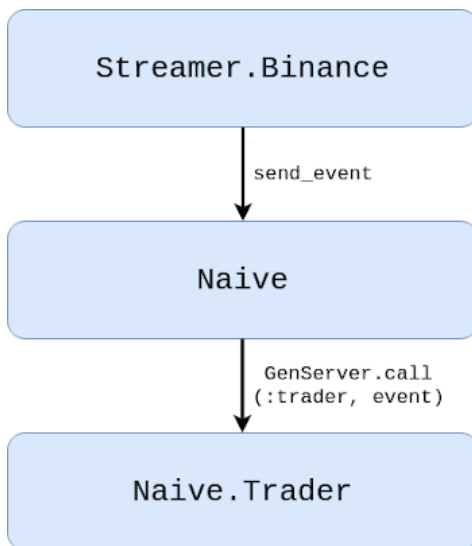 Streamer.Binance
send_event
Naive
GenServer.call
(:trader, event)
Naive.Trader